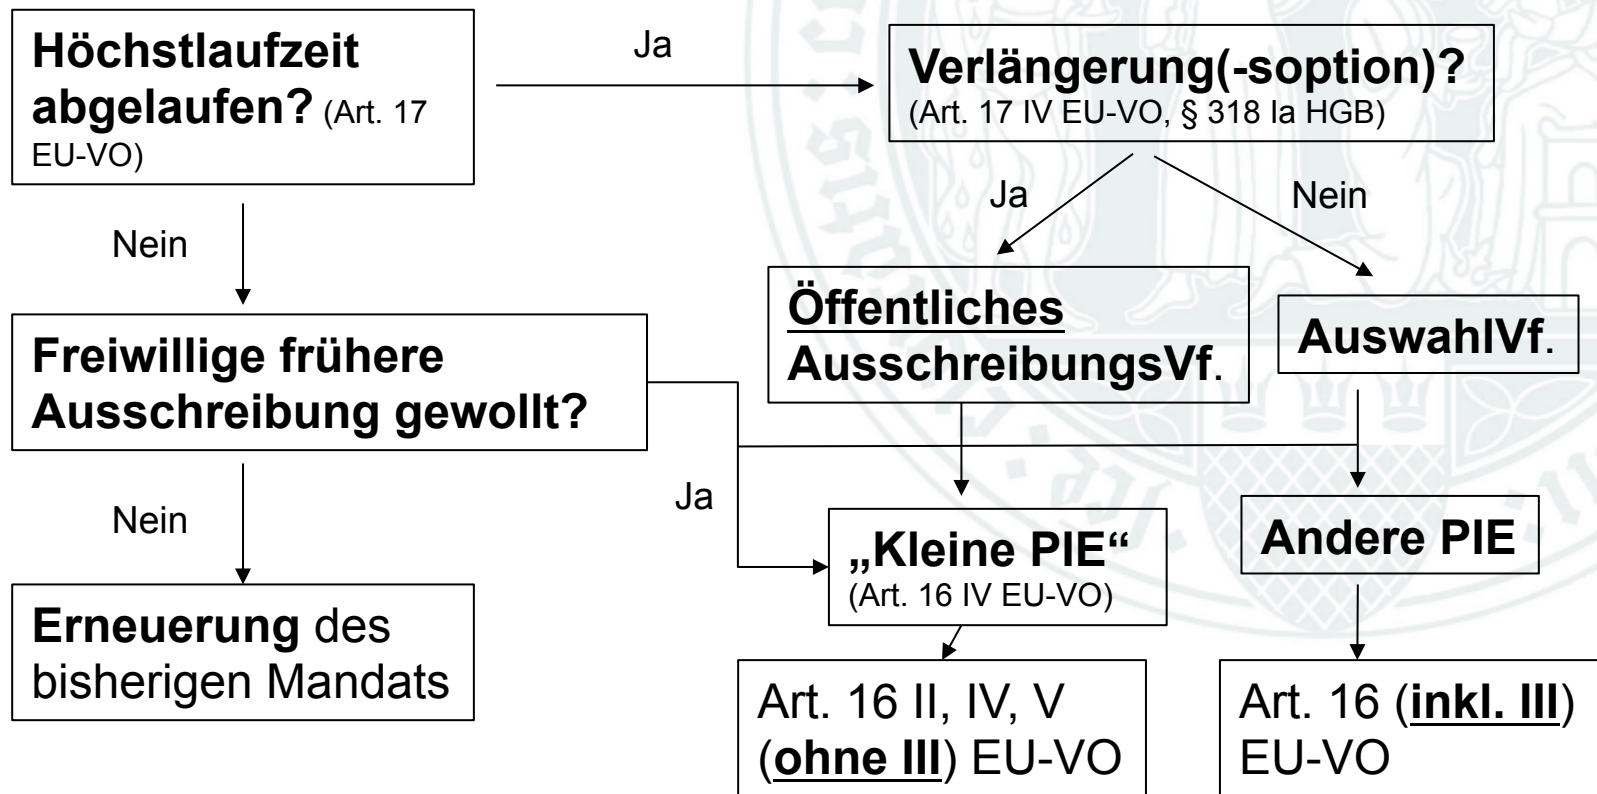 Höchstlaufzeit
abgelaufen? (Art. 17
EU-VO)
Ja
Verlängerung(-soption)?
(Art. 17 IV EU-VO, § 318 Ia HGB)
Nein
Ja
Nein
Freiwillige frühere
Ausschreibung gewollt?
Öffentliches
AusschreibungsVf.
AuswahlVf.
Nein
Ja
„Kleine PIE“
(Art. 16 IV EU-VO)
Andere PIE
Erneuerung des
bisherigen Mandats
Art. 16 II, IV, V
(ohne III) EU-VO
Art. 16 (inkl. III)
EU-VO